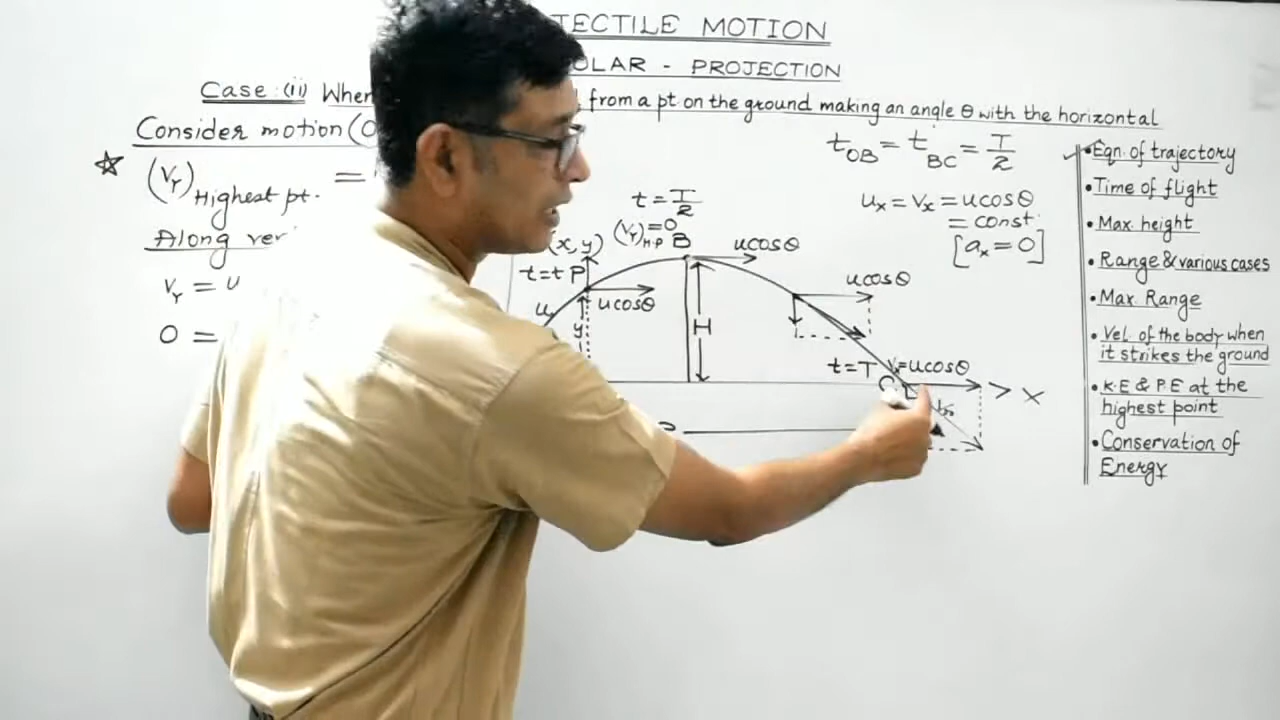 JECTILE MOTION
OLAR - PROJECTION
Case:(ii) When from a pt. on the ground making an angle θ with the horizontal
Consider motion (O
☆ (Vy)Highest pt. =
Along ver
Vy = u
0 =
t=T/2
(x, y) (Vy)H.P=0 B
t=t P
u
ucosθ
y
H
ucosθ
ucosθ
t=T Vx=ucosθ
C
X
tOB = tBC = T/2
ux = vx = ucosθ
= const.
[ax=0]
✓•Eqn. of trajectory
•Time of flight
•Max. height
•Range & various cases
•Max. Range
•Vel. of the body when
it strikes the ground
•K.E & P.E at the
highest point
•Conservation of
Energy